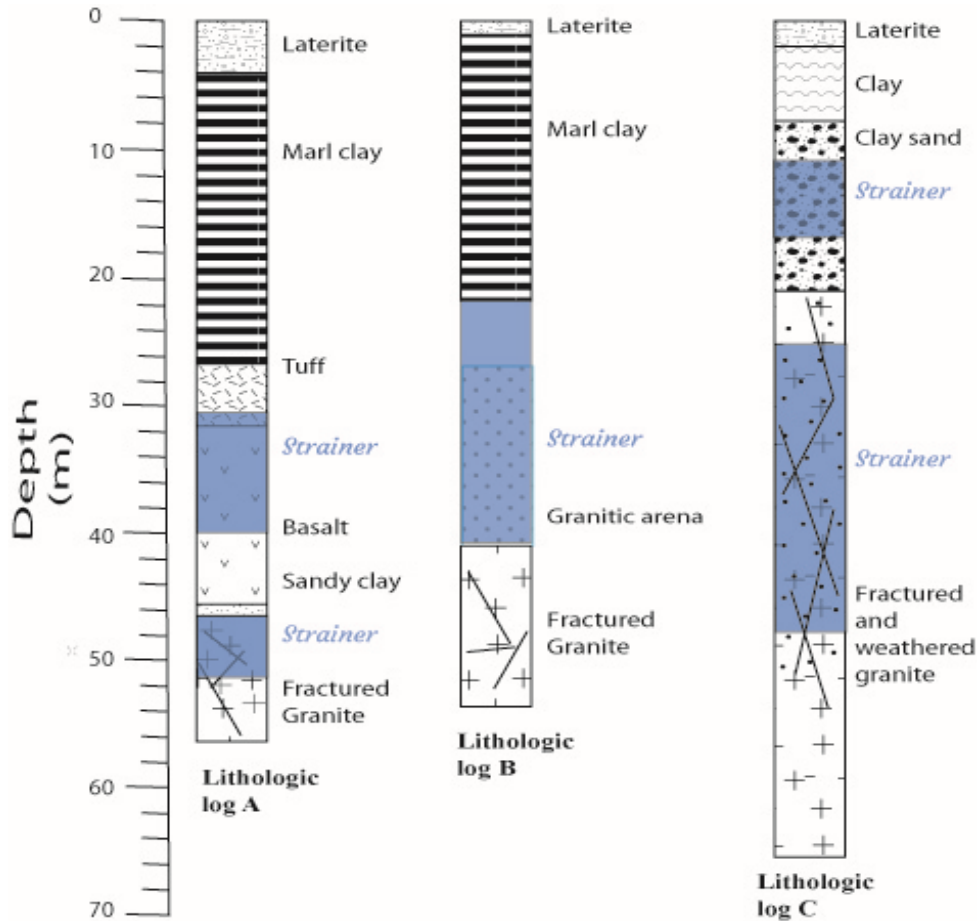 0
10
20
30
40
50
60
70
Depth
(m)
Laterite
Marl clay
Tuff
Strainer
Basalt
Sandy clay
Strainer
Fractured
Granite
Lithologic
log A
Laterite
Marl clay
Strainer
Granitic arena
Fractured
Granite
Lithologic
log B
Laterite
Clay
Clay sand
Strainer
Strainer
Fractured
and
weathered
granite
Lithologic
log C